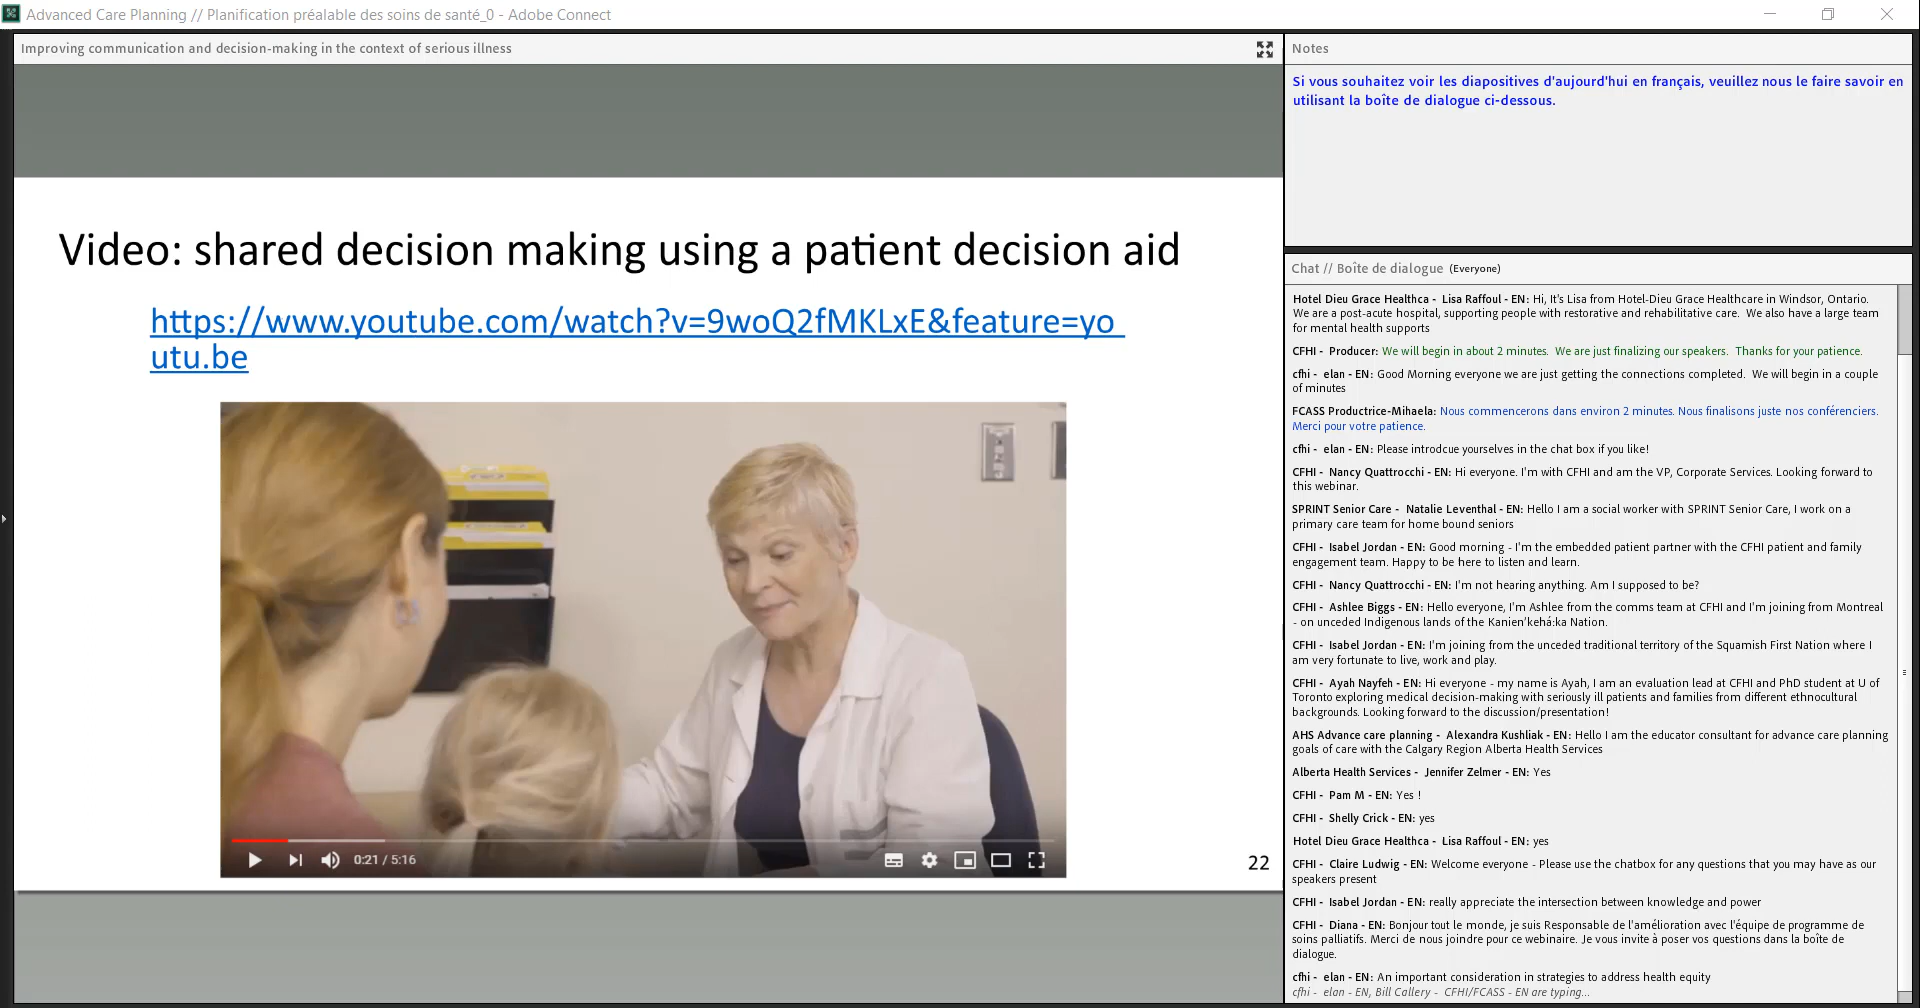 Advanced Care Planning // Planification préalable des soins de santé_0 - Adobe Connect
Improving communication and decision-making in the context of serious illness
Video: shared decision making using a patient decision aid
https://www.youtube.com/watch?v=9woQ2fMKLxE&feature=yo
utu.be
0:21 / 5:16
22
Notes
Si vous souhaitez voir les diapositives d'aujourd'hui en français, veuillez nous le faire savoir en
utilisant la boîte de dialogue ci-dessous.
Chat // Boîte de dialogue (Everyone)
Hotel Dieu Grace Healthca - Lisa Raffoul - EN: Hi, It's Lisa from Hotel-Dieu Grace Healthcare in Windsor, Ontario.
We are a post-acute hospital, supporting people with restorative and rehabilitative care. We also have a large team
for mental health supports
CFHI - Producer: We will begin in about 2 minutes. We are just finalizing our speakers. Thanks for your patience.
cfhi - elan - EN: Good Morning everyone we are just getting the connections completed. We will begin in a couple
of minutes
FCASS Productrice-Mihaela: Nous commencerons dans environ 2 minutes. Nous finalisons juste nos conférenciers.
Merci pour votre patience.
cfhi - elan - EN: Please introdcue yourselves in the chat box if you like!
CFHI - Nancy Quattrocchi - EN: Hi everyone. I'm with CFHI and am the VP, Corporate Services. Looking forward to
this webinar.
SPRINT Senior Care - Natalie Leventhal - EN: Hello I am a social worker with SPRINT Senior Care, I work on a
primary care team for home bound seniors
CFHI - Isabel Jordan - EN: Good morning - I'm the embedded patient partner with the CFHI patient and family
engagement team. Happy to be here to listen and learn.
CFHI - Nancy Quattrocchi - EN: I'm not hearing anything. Am I supposed to be?
CFHI - Ashlee Biggs - EN: Hello everyone, I'm Ashlee from the comms team at CFHI and I'm joining from Montreal
- on unceded Indigenous lands of the Kanien'kehá:ka Nation.
CFHI - Isabel Jordan - EN: I'm joining from the unceded traditional territory of the Squamish First Nation where I
am very fortunate to live, work and play.
CFHI - Ayah Nayfeh - EN: Hi everyone - my name is Ayah, I am an evaluation lead at CFHI and PhD student at U of
Toronto exploring medical decision-making with seriously ill patients and families from different ethnocultural
backgrounds. Looking forward to the discussion/presentation!
AHS Advance care planning - Alexandra Kushliak - EN: Hello I am the educator consultant for advance care planning
goals of care with the Calgary Region Alberta Health Services
Alberta Health Services - Jennifer Zelmer - EN: Yes
CFHI - Pam M - EN: Yes !
CFHI - Shelly Crick - EN: yes
Hotel Dieu Grace Healthca - Lisa Raffoul - EN: yes
CFHI - Claire Ludwig - EN: Welcome everyone - Please use the chatbox for any questions that you may have as our
speakers present
CFHI - Isabel Jordan - EN: really appreciate the intersection between knowledge and power
CFHI - Diana - EN: Bonjour tout le monde, je suis Responsable de l'amélioration avec l'équipe de programme de
soins palliatifs. Merci de nous joindre pour ce webinaire. Je vous invite à poser vos questions dans la boîte de
dialogue.
cfhi - elan - EN: An important consideration in strategies to address health equity
cfhi - elan - EN, Bill Callery - CFHI/FCASS - EN are typing...